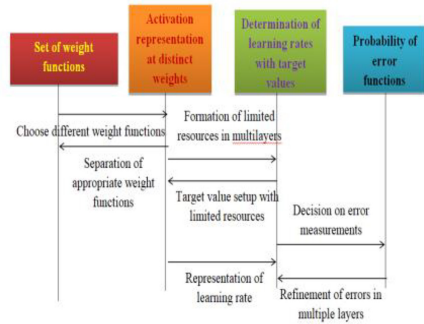 Set of weight
functions
Activation
representation
at distinct
weights
Determination of
learning rates
with target
values
Probability of
error
functions
Choose different weight functions
Formation of limited
resources in multilayers
Separation of
appropriate weight
functions
Target value setup with
limited resources
Decision on error
measurements
Representation of
learning rate
Refinement of errors in
multiple layers